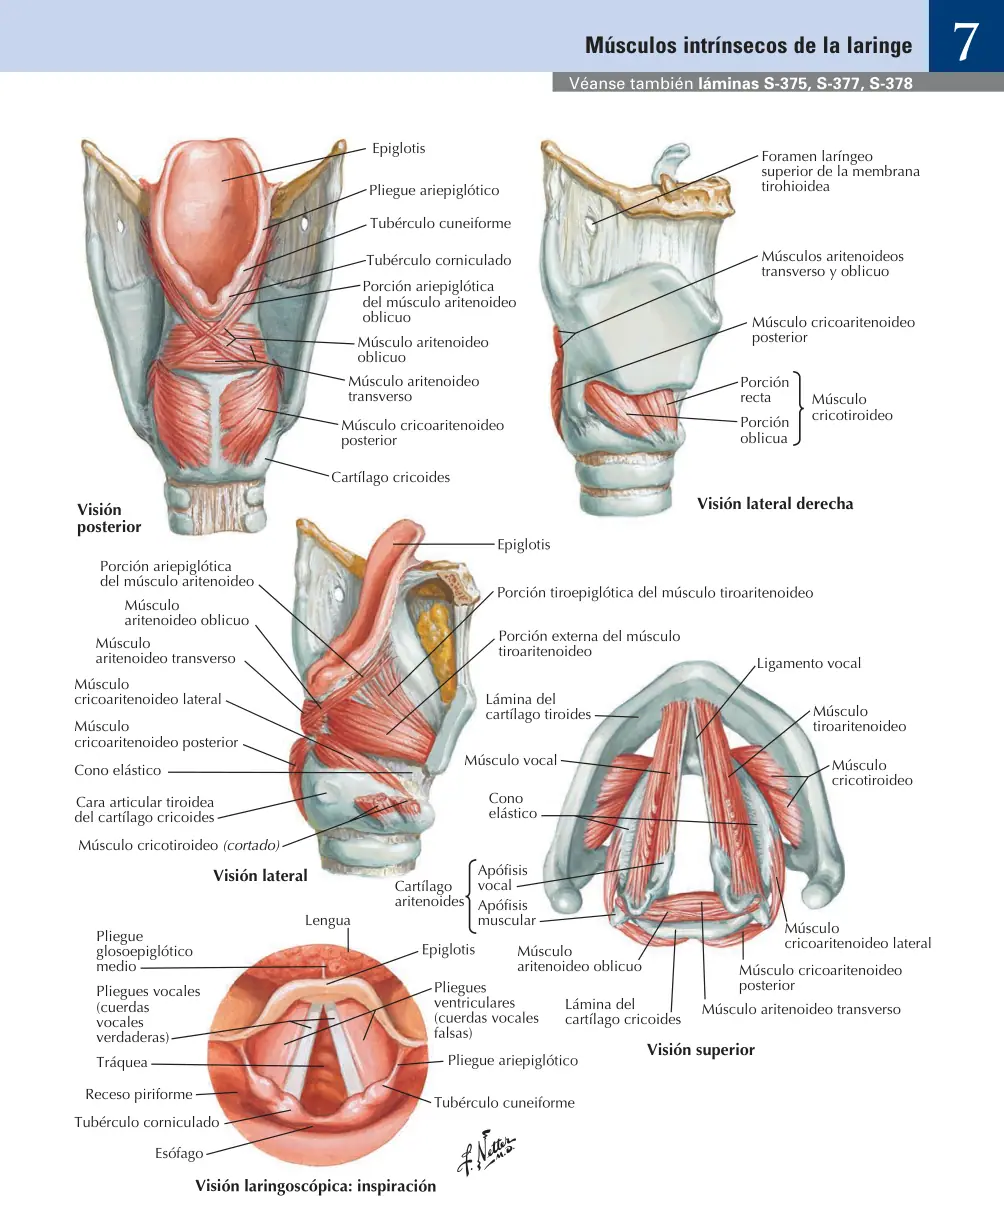 Músculos intrínsecos de la laringe
7
Véanse también láminas S-375, S-377, S-378
Epiglotis
Pliegue ariepiglótico
Tubérculo cuneiforme
Tubérculo corniculado
Porción ariepiglótica
del músculo aritenoideo
oblicuo
Músculo aritenoideo
oblicuo
Músculo aritenoideo
transverso
Músculo cricoaritenoideo
posterior
Cartílago cricoides
Visión
posterior
Foramen laríngeo
superior de la membrana
tirohioidea
Músculos aritenoideos
transverso y oblicuo
Músculo cricoaritenoideo
posterior
Porción
recta
Porción
oblicua
Músculo
cricotiroideo
Visión lateral derecha
Porción ariepiglótica
del músculo aritenoideo
Músculo
aritenoideo oblicuo
Músculo
aritenoideo transverso
Músculo
cricoaritenoideo lateral
Músculo
cricoaritenoideo posterior
Cono elástico
Cara articular tiroidea
del cartílago cricoides
Músculo cricotiroideo (cortado)
Visión lateral
Epiglotis
Porción tiroepiglótica del músculo tiroaritenoideo
Porción externa del músculo
tiroaritenoideo
Ligamento vocal
Lámina del
cartílago tiroides
Músculo
tiroaritenoideo
Músculo vocal
Músculo
cricotiroideo
Cono
elástico
Cartílago
aritenoides
Apófisis
vocal
Apófisis
muscular
Músculo
aritenoideo oblicuo
Lámina del
cartílago cricoides
Músculo
cricoaritenoideo lateral
Músculo cricoaritenoideo
posterior
Músculo aritenoideo transverso
Visión superior
Lengua
Pliegue
glosoepiglótico
medio
Pliegues vocales
(cuerdas
vocales
verdaderas)
Tráquea
Receso piriforme
Tubérculo corniculado
Esófago
Epiglotis
Pliegues
ventriculares
(cuerdas vocales
falsas)
Pliegue ariepiglótico
Tubérculo cuneiforme
Visión laringoscópica: inspiración
F. Netter
M.D.